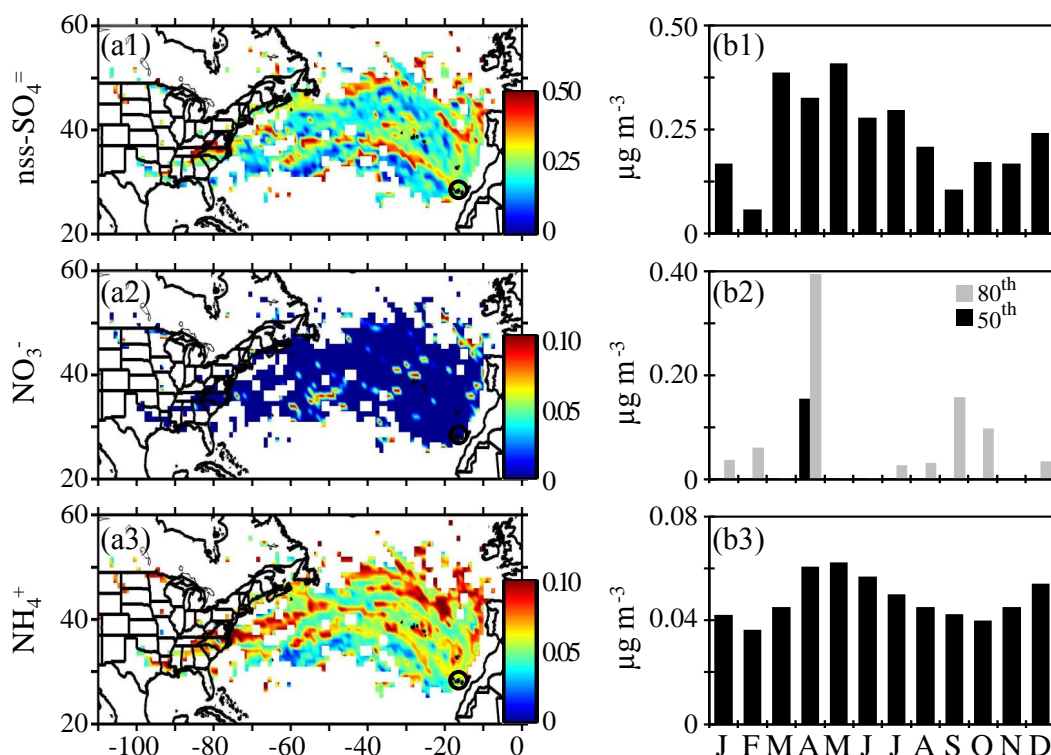 60
(a1)
nss-SO₄⁼
40
20
0.50
0.25
0
(b1)
0.50
µg m⁻³
0.25
0
60
(a2)
NO₃⁻
40
20
0.10
0.05
0
(b2)
0.40
µg m⁻³
0.20
0
80ᵗʰ
50ᵗʰ
60
(a3)
NH₄⁺
40
20
0.10
0.05
0
-100 -80 -60 -40 -20 0
(b3)
0.08
µg m⁻³
0.04
0
J F M A M J J A S O N D